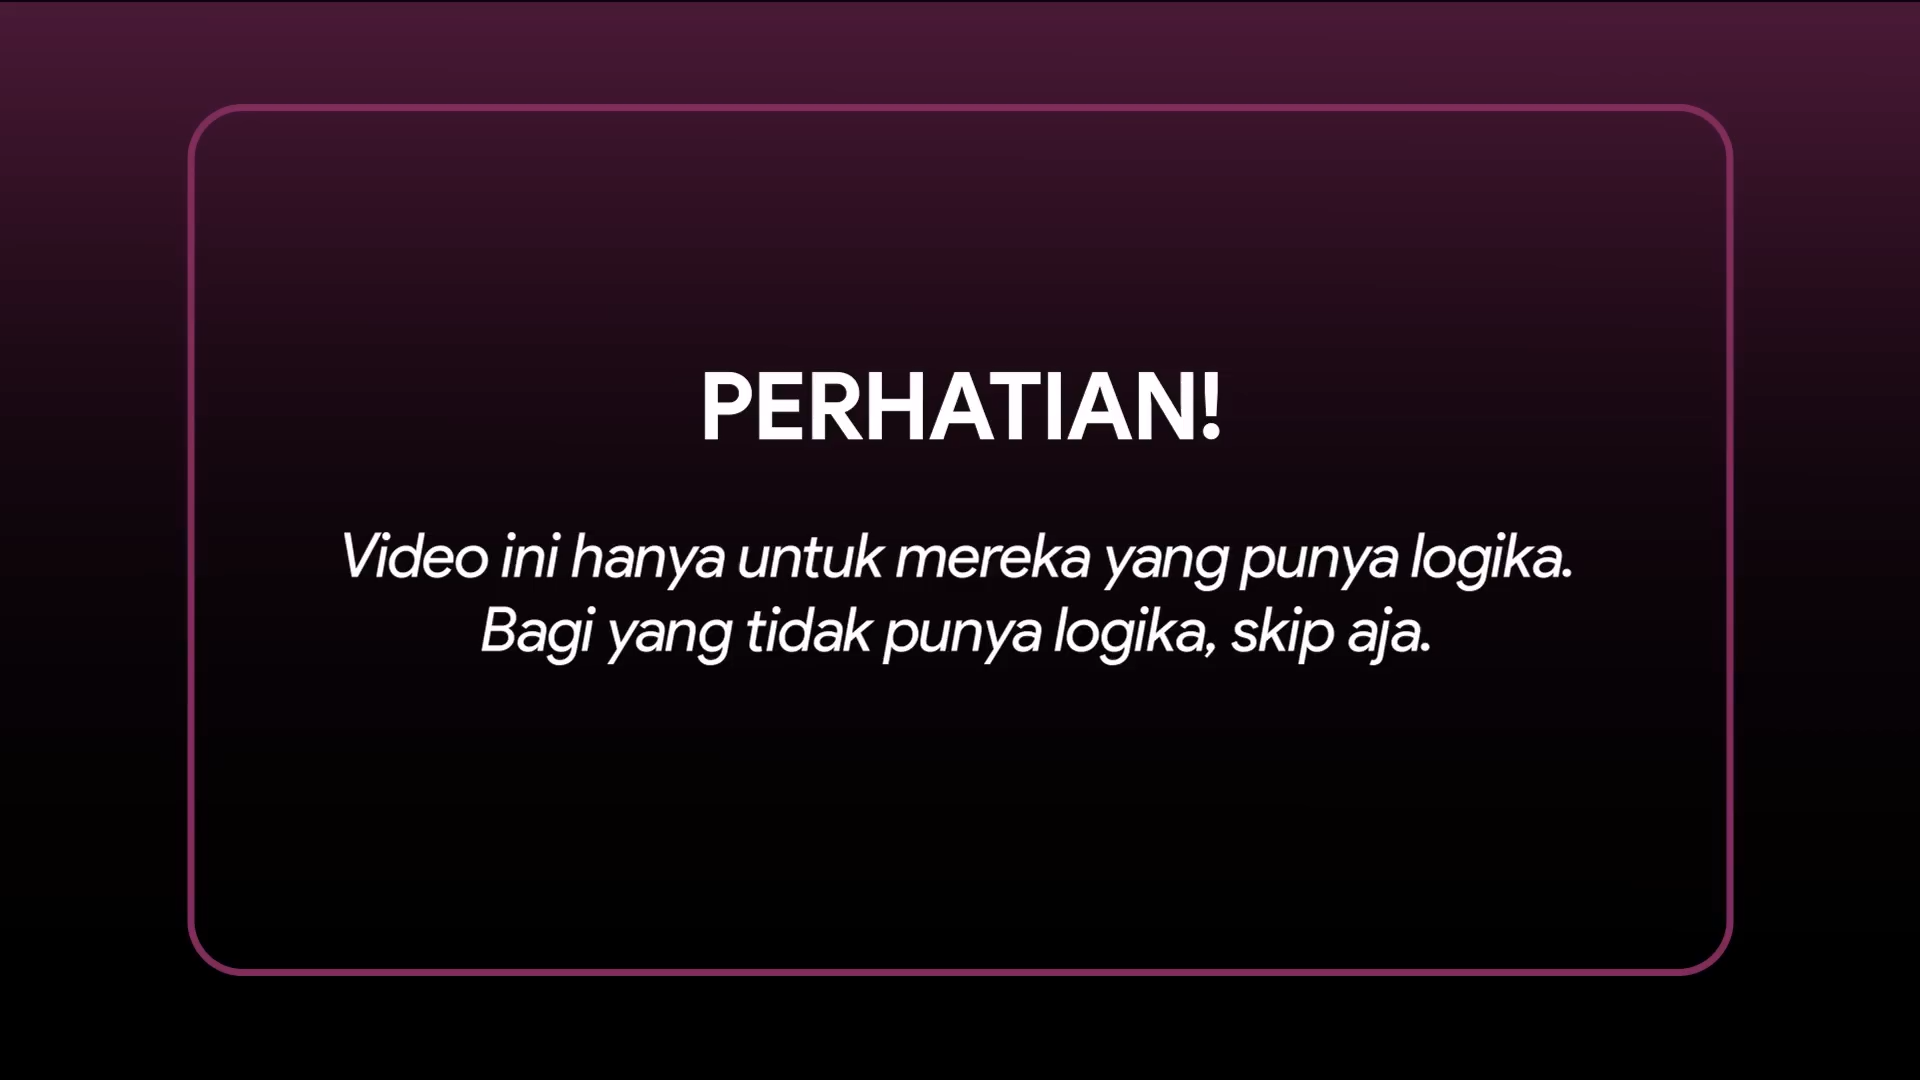 PERHATIAN!
Video ini hanya untuk mereka yang punya logika.
Bagi yang tidak punya logika, skip aja.